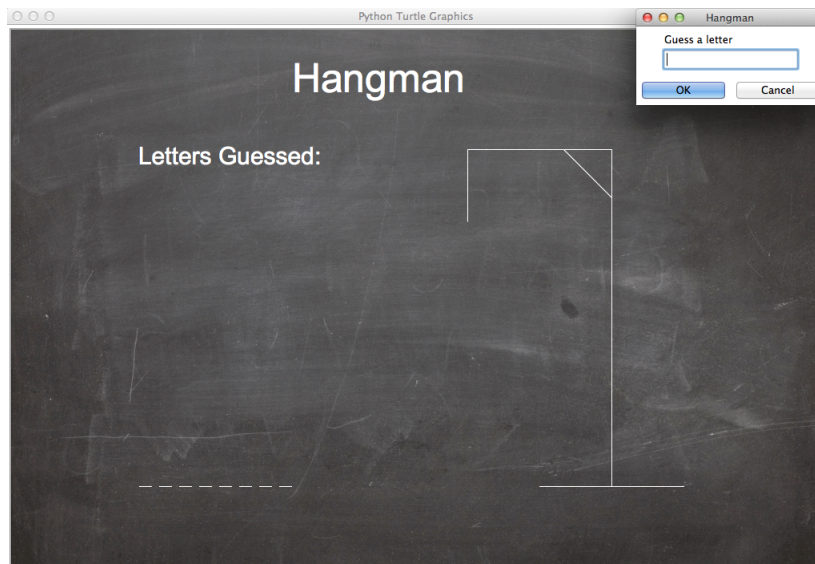 Python Turtle Graphics
Hangman
Guess a letter
OK Cancel
Hangman
Letters Guessed: